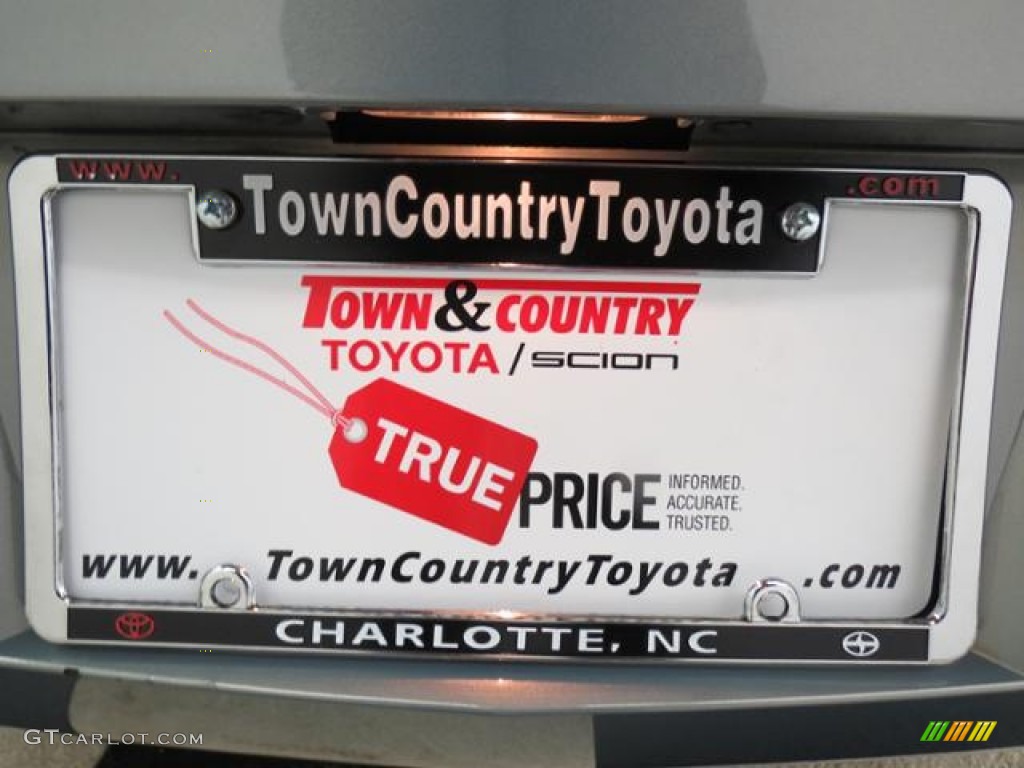 www. TownCountryToyota .com
TOWN & COUNTRY
TOYOTA / SCION
TRUE PRICE
INFORMED.
ACCURATE.
TRUSTED.
www. TownCountryToyota .com
CHARLOTTE, NC
GTCARLOT.COM